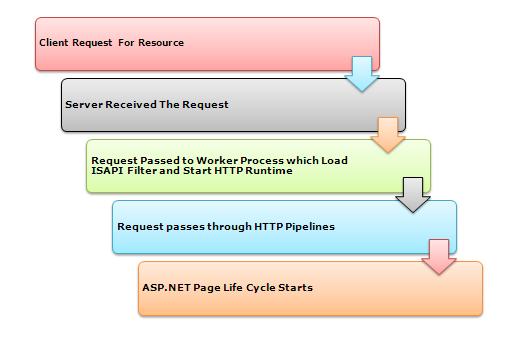 Client Request For Resource
Server Received The Request
Request Passed to Worker Process which Load
ISAPI Filter and Start HTTP Runtime
Request passes through HTTP Pipelines
ASP.NET Page Life Cycle Starts